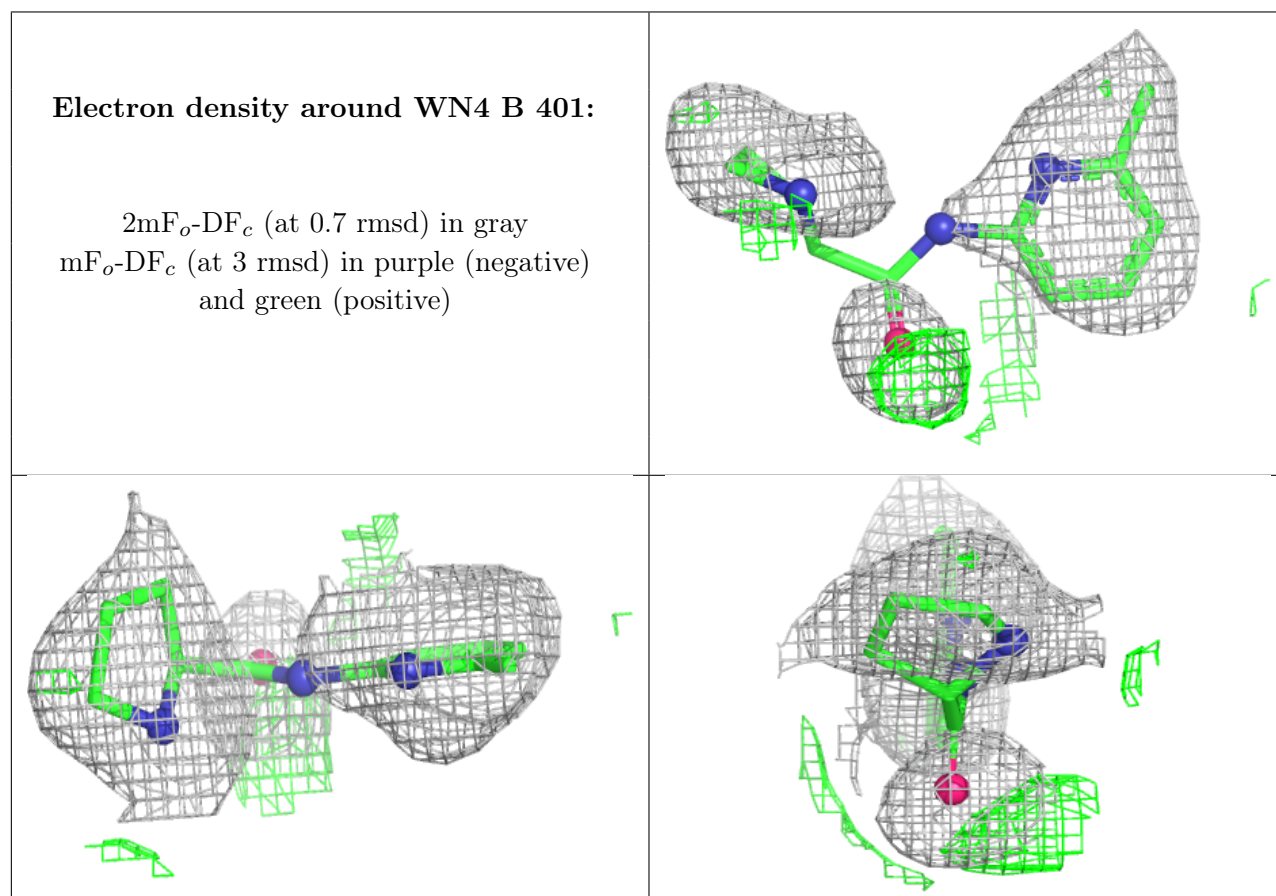 Electron density around WN4 B 401:
2mFo-DFc (at 0.7 rmsd) in gray
mFo-DFc (at 3 rmsd) in purple (negative)
and green (positive)